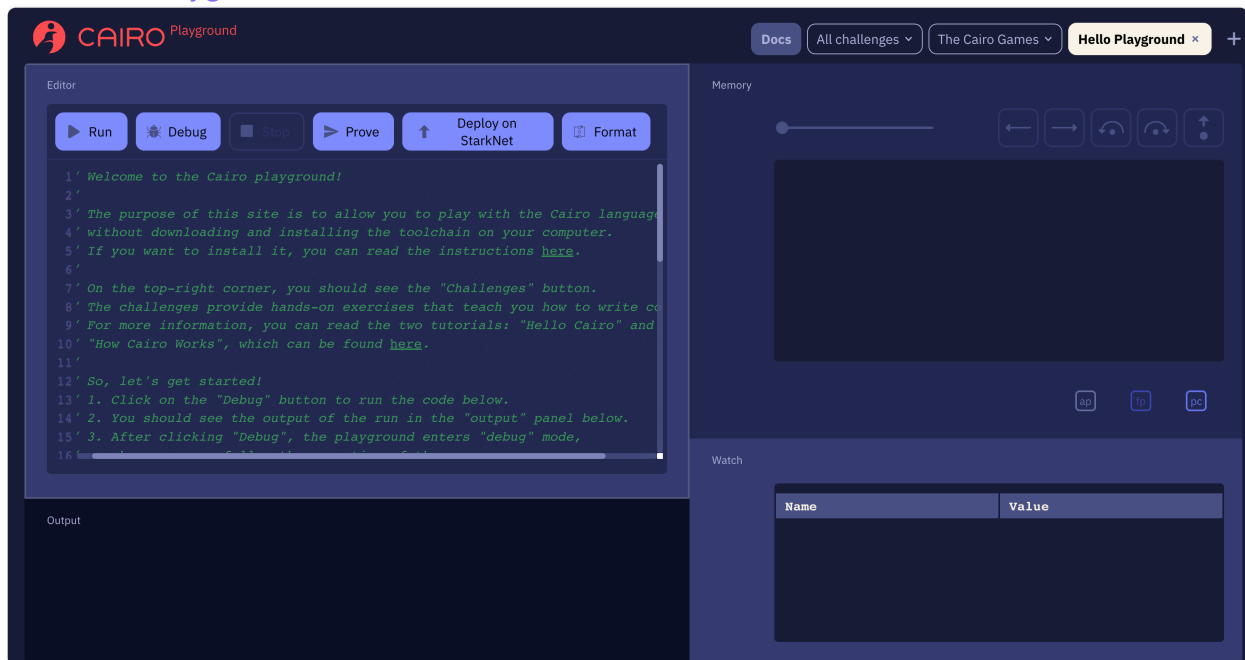 CAIRO Playground
Docs
All challenges
The Cairo Games
Hello Playground ×
+
Editor
Run
Debug
Stop
Prove
Deploy on
StarkNet
Format
1 Welcome to the Cairo playground!
2
3 The purpose of this site is to allow you to play with the Cairo language
4 without downloading and installing the toolchain on your computer.
5 If you want to install it, you can read the instructions here.
6
7 On the top-right corner, you should see the "Challenges" button.
8 The challenges provide hands-on exercises that teach you how to write co
9 For more information, you can read the two tutorials: "Hello Cairo" and
10 "How Cairo Works", which can be found here.
11
12 So, let's get started!
13 1. Click on the "Debug" button to run the code below.
14 2. You should see the output of the run in the "output" panel below.
15 3. After clicking "Debug", the playground enters "debug" mode,
16
Output
Memory
ap
fp
pc
Watch
Name
Value